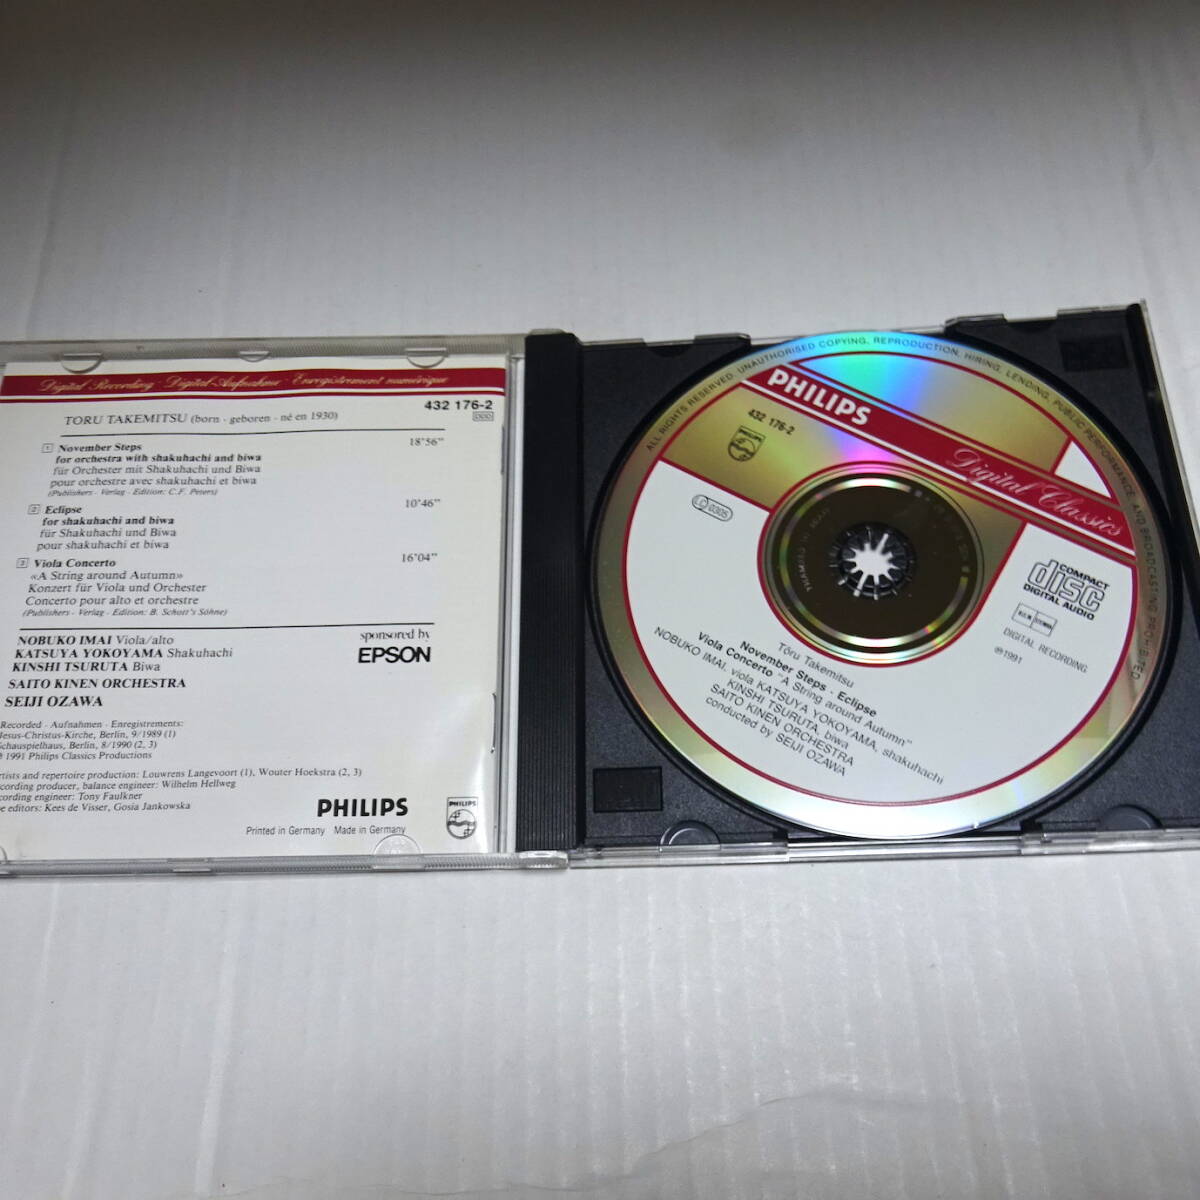 Digital Recording · Digital-Aufnahme · Enregistrement numérique
432 176-2
DDD
TORU TAKEMITSU (born - geboren - né en 1930)
1 November Steps 18'56"
for orchestra with shakuhachi and biwa
für Orchester mit Shakuhachi und Biwa
pour orchestre avec shakuhachi et biwa
(Publishers - Verlag - Edition: C.F. Peters)
2 Eclipse 10'46"
for shakuhachi and biwa
für Shakuhachi und Biwa
pour shakuhachi et biwa
3 Viola Concerto 16'04"
«A String around Autumn»
Konzert für Viola und Orchester
Concerto pour alto et orchestre
(Publishers - Verlag - Edition: B. Schott's Söhne)
NOBUKO IMAI Viola/alto
KATSUYA YOKOYAMA Shakuhachi
KINSHI TSURUTA Biwa
SAITO KINEN ORCHESTRA
SEIJI OZAWA
sponsored by
EPSON
Recorded - Aufnahmen - Enregistrements:
Jesus-Christus-Kirche, Berlin, 9/1989 (1)
Schauspielhaus, Berlin, 8/1990 (2, 3)
1991 Philips Classics Productions
rtists and repertoire production: Louwrens Langevoort (1), Wouter Hoekstra (2, 3)
cording producer, balance engineer: Wilhelm Hellweg
cording engineer: Tony Faulkner
pe editors: Kees de Visser, Gosia Jankowska
PHILIPS
PHILIPS
Printed in Germany Made in Germany
ALL RIGHTS RESERVED. UNAUTHORISED COPYING, REPRODUCTION, HIRING, LENDING, PUBLIC PERFORMANCE AND BROADCASTING PROHIBITED
PHILIPS
432 176-2
PHILIPS
Digital Classics
LC 0305
COMPACT
disc
DIGITAL AUDIO
DIGITAL RECORDING
℗1991
Tōru Takemitsu
November Steps · Eclipse
Viola Concerto "A String around Autumn"
NOBUKO IMAI, viola KATSUYA YOKOYAMA, shakuhachi
KINSHI TSURUTA, biwa
SAITO KINEN ORCHESTRA
conducted by SEIJI OZAWA